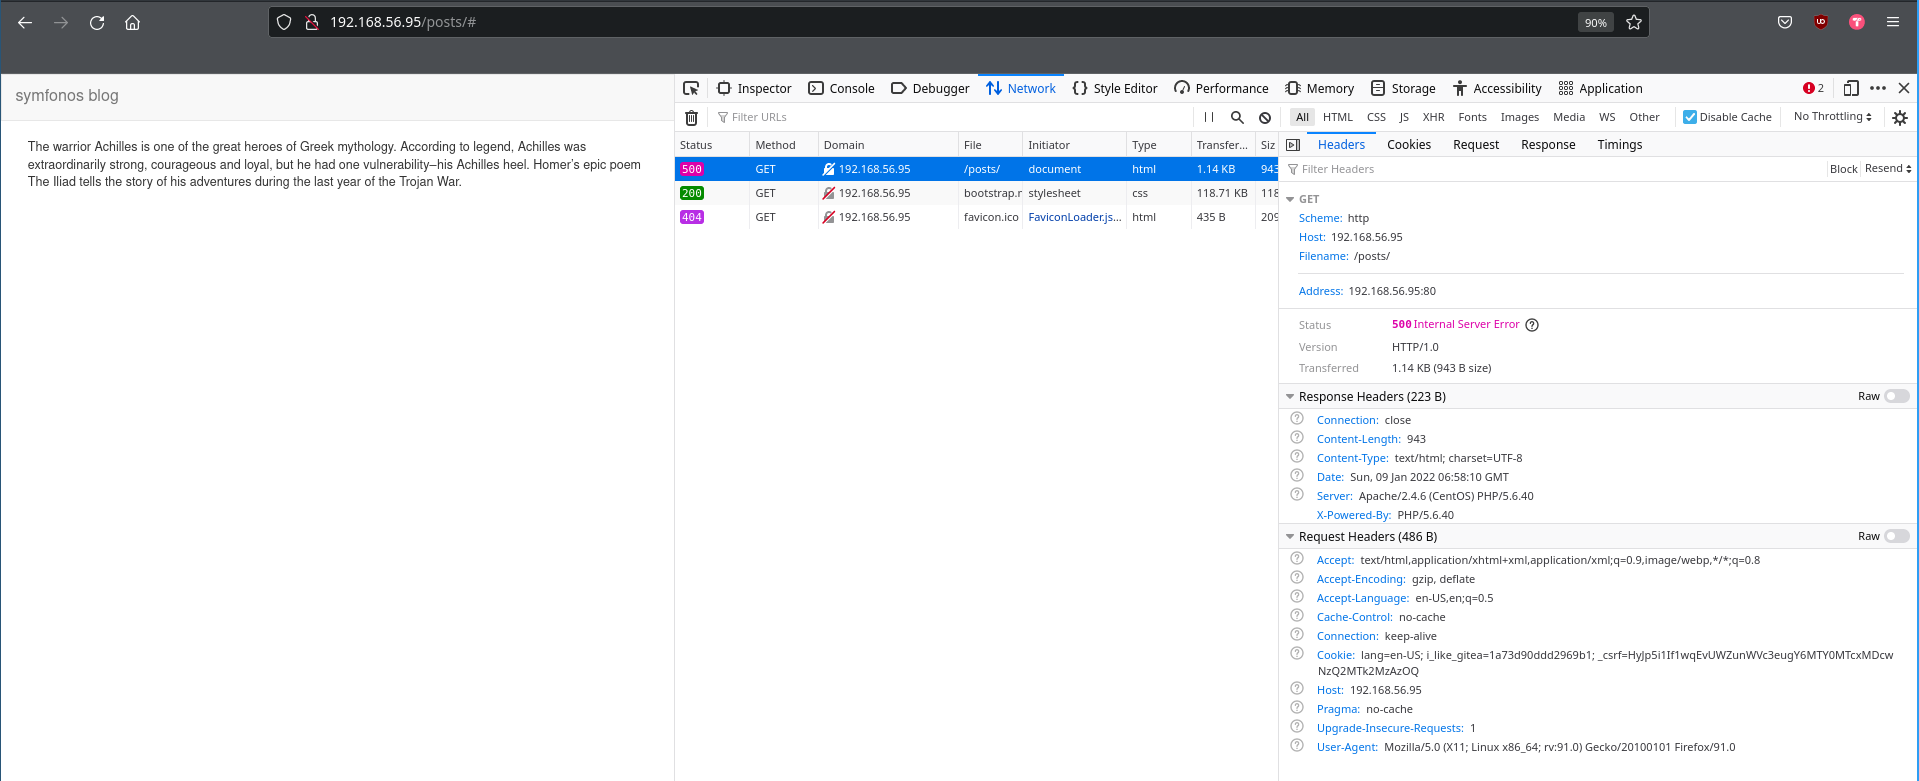 192.168.56.95/posts/#
90%
symfonos blog
The warrior Achilles is one of the great heroes of Greek mythology. According to legend, Achilles was
extraordinarily strong, courageous and loyal, but he had one vulnerability–his Achilles heel. Homer's epic poem
The Iliad tells the story of his adventures during the last year of the Trojan War.
Inspector Console Debugger Network Style Editor Performance Memory Storage Accessibility Application 2
Filter URLs All HTML CSS JS XHR Fonts Images Media WS Other Disable Cache No Throttling
Status Method Domain File Initiator Type Transfer... Siz
500 GET 192.168.56.95 /posts/ document html 1.14 KB 943
200 GET 192.168.56.95 bootstrap.r stylesheet css 118.71 KB 118
404 GET 192.168.56.95 favicon.ico FaviconLoader.js... html 435 B 209
Headers Cookies Request Response Timings
Filter Headers Block Resend
GET
Scheme: http
Host: 192.168.56.95
Filename: /posts/
Address: 192.168.56.95:80
Status 500 Internal Server Error
Version HTTP/1.0
Transferred 1.14 KB (943 B size)
Response Headers (223 B) Raw
Connection: close
Content-Length: 943
Content-Type: text/html; charset=UTF-8
Date: Sun, 09 Jan 2022 06:58:10 GMT
Server: Apache/2.4.6 (CentOS) PHP/5.6.40
X-Powered-By: PHP/5.6.40
Request Headers (486 B) Raw
Accept: text/html,application/xhtml+xml,application/xml;q=0.9,image/webp,*/*;q=0.8
Accept-Encoding: gzip, deflate
Accept-Language: en-US,en;q=0.5
Cache-Control: no-cache
Connection: keep-alive
Cookie: lang=en-US; i_like_gitea=1a73d90ddd2969b1; _csrf=HyJp5i1If1wqEvUWZunWVc3eugY6MTY0MTcxMDcw
NzQ2MTk2MzAzOQ
Host: 192.168.56.95
Pragma: no-cache
Upgrade-Insecure-Requests: 1
User-Agent: Mozilla/5.0 (X11; Linux x86_64; rv:91.0) Gecko/20100101 Firefox/91.0